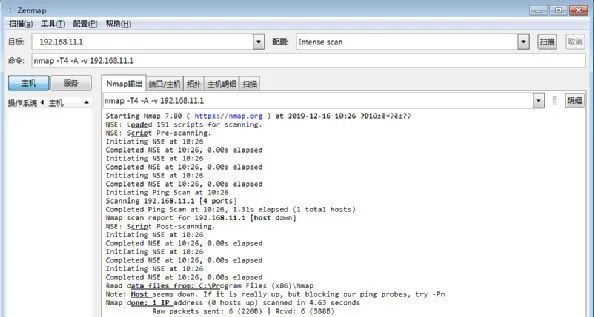 Zenmap
扫描(g) 工具(T) 配置(P) 帮助(H)
目标: 192.168.11.1 配置: Intense scan 扫描 取消
命令: nmap -T4 -A -v 192.168.11.1
主机 服务 Nmap输出 端口/主机 拓扑 主机明细 扫描
操作系统 主机 nmap -T4 -A -v 192.168.11.1 明细
Starting Nmap 7.80 ( https://nmap.org ) at 2019-12-16 10:26
NSE: Loaded 151 scripts for scanning.
NSE: Script Pre-scanning.
Initiating NSE at 10:26
Completed NSE at 10:26, 0.00s elapsed
Initiating NSE at 10:26
Completed NSE at 10:26, 0.00s elapsed
Initiating NSE at 10:26
Completed NSE at 10:26, 0.00s elapsed
Initiating Ping Scan at 10:26
Scanning 192.168.11.1 [4 ports]
Completed Ping Scan at 10:26, 1.31s elapsed (1 total hosts)
Nmap scan report for 192.168.11.1 [host down]
NSE: Script Post-scanning.
Initiating NSE at 10:26
Completed NSE at 10:26, 0.00s elapsed
Initiating NSE at 10:26
Completed NSE at 10:26, 0.00s elapsed
Initiating NSE at 10:26
Completed NSE at 10:26, 0.00s elapsed
Read data files from: C:\Program Files (x86)\Nmap
Note: Host seems down. If it is really up, but blocking our ping probes, try -Pn
Nmap done: 1 IP address (0 hosts up) scanned in 4.63 seconds
Raw packets sent: 6 (220B) | Rcvd: 6 (388B)